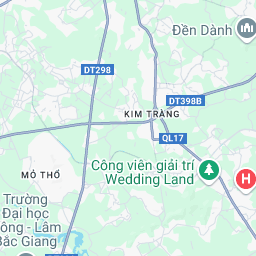 Đền Dành
DT298
DT398B
KIM TRÀNG
QL17
Công viên giải trí
Wedding Land
MỎ THỔ
H
Trường
Đại học
ông - Lâm
Bắc Giang